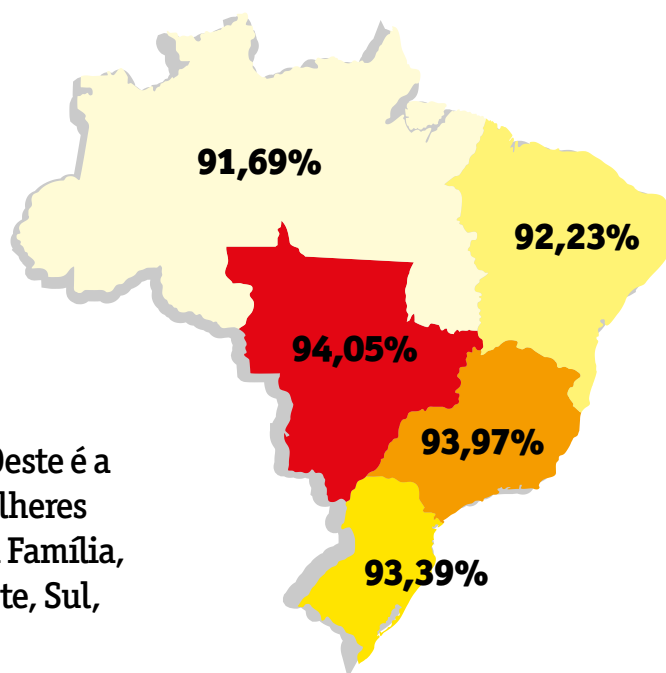 91,69%
92,23%
94,05%
93,97%
93,39%
Oeste é a
lheres
Família,
te, Sul,